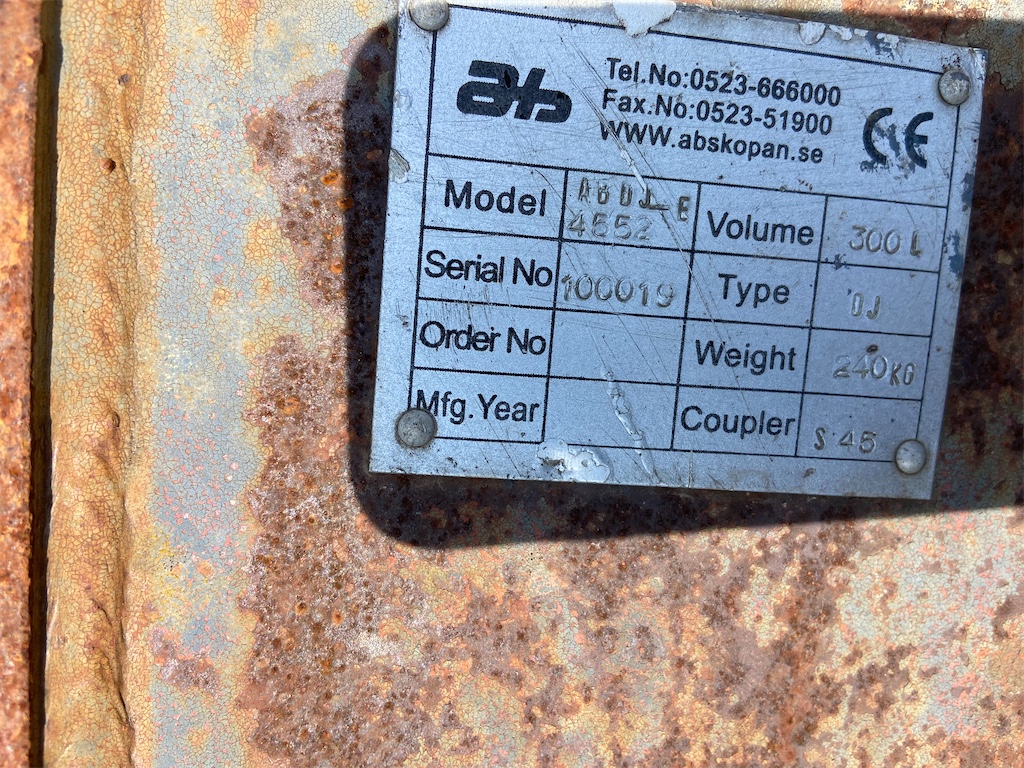 ab
Tel.No:0523-666000
Fax.No:0523-51900
WWW.abskopan.se
CE
Model ABDJ-E 4552 Volume 300 L
Serial No 100019 Type DJ
Order No Weight 240KG
Mfg.Year Coupler S 45